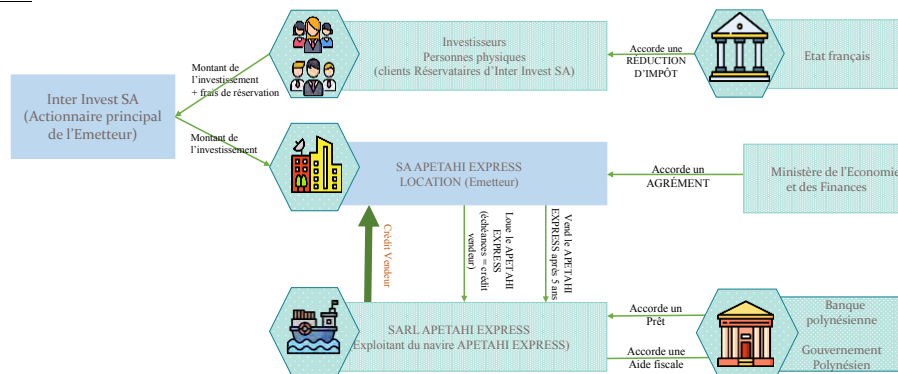 Investisseurs
Personnes physiques
(clients Réservataires d'Inter Invest SA)
Accorde une
RÉDUCTION
D'IMPÔT
Etat français
Montant de
l'investissement
+ frais de réservation
Inter Invest SA
(Actionnaire principal
de l'Emetteur)
Montant de
l'investissement
SA APETAHI EXPRESS
LOCATION (Emetteur)
Accorde un
AGRÉMENT
Ministère de l'Economie
et des Finances
Crédit Vendeur
Loue le APETAHI
EXPRESS
(échéances = crédit
vendeur)
Vend le APETAHI
EXPRESS après 5 ans
SARL APETAHI EXPRESS
Exploitant du navire APETAHI EXPRESS)
Accorde un
Prêt
Accorde une
Aide fiscale
Banque
polynésienne
Gouvernement
Polynésien